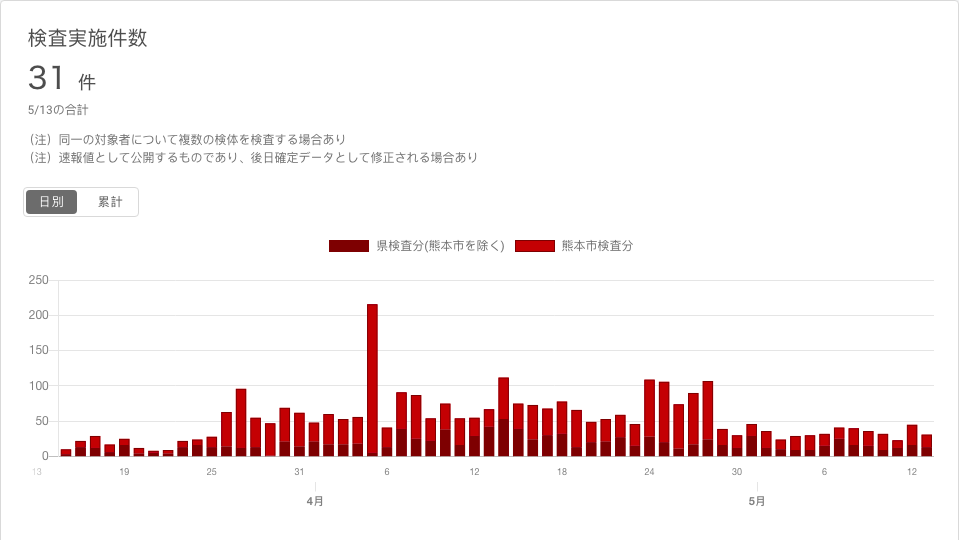 検査実施件数
31 件
5/13の合計
（注）同一の対象者について複数の検体を検査する場合あり
（注）速報値として公開するものであり、後日確定データとして修正される場合あり
日別 累計
県検査分(熊本市を除く) 熊本市検査分
250
200
150
100
50
0
13 19 25 31 6 12 18 24 30 6 12
4月 5月